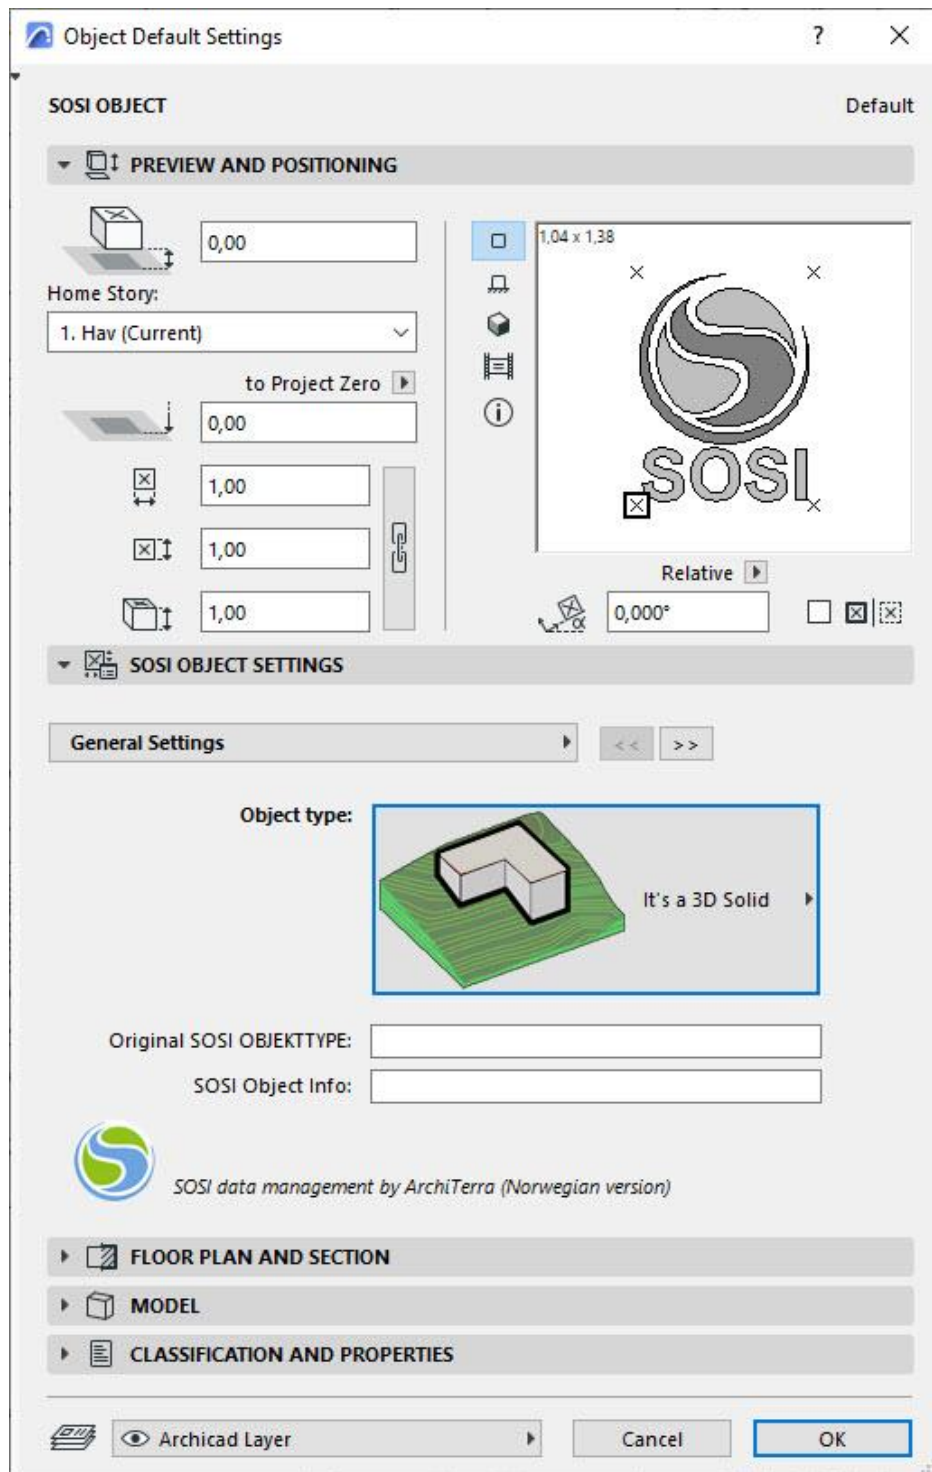 Object Default Settings
?
SOSI OBJECT
Default
PREVIEW AND POSITIONING
0,00
Home Story:
1. Hav (Current)
to Project Zero
0,00
1,00
1,00
1,00
1,04 x 1,38
SOSI
Relative
α
0,000°
SOSI OBJECT SETTINGS
General Settings
<<
>>
Object type:
It's a 3D Solid
Original SOSI OBJEKTTYPE:
SOSI Object Info:
SOSI data management by ArchiTerra (Norwegian version)
FLOOR PLAN AND SECTION
MODEL
CLASSIFICATION AND PROPERTIES
Archicad Layer
Cancel
OK